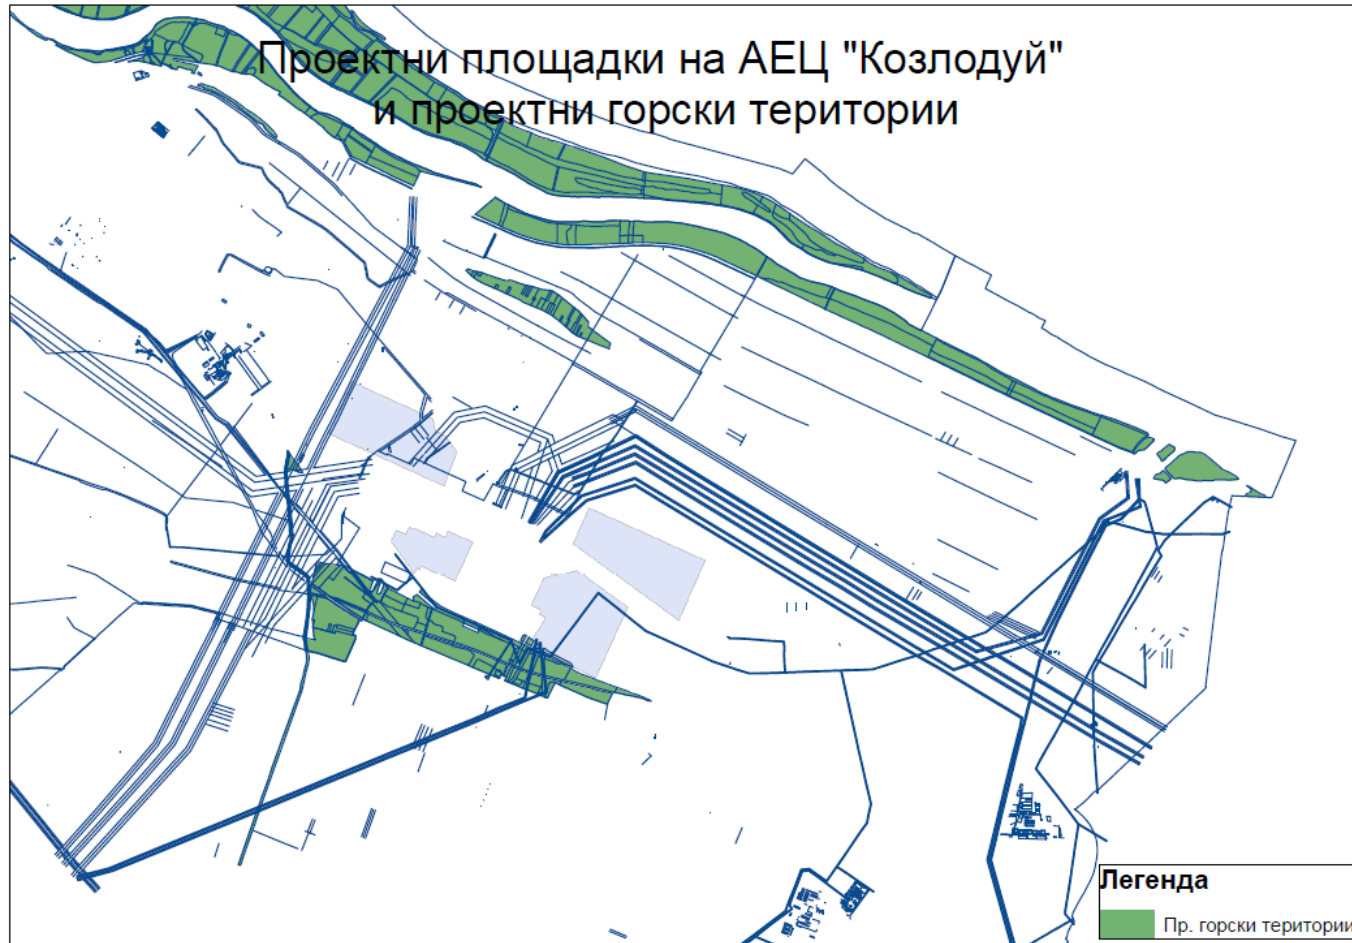 Проектни площадки на АЕЦ "Козлодуй"
и проектни горски територии
Легенда
Пр. горски територии